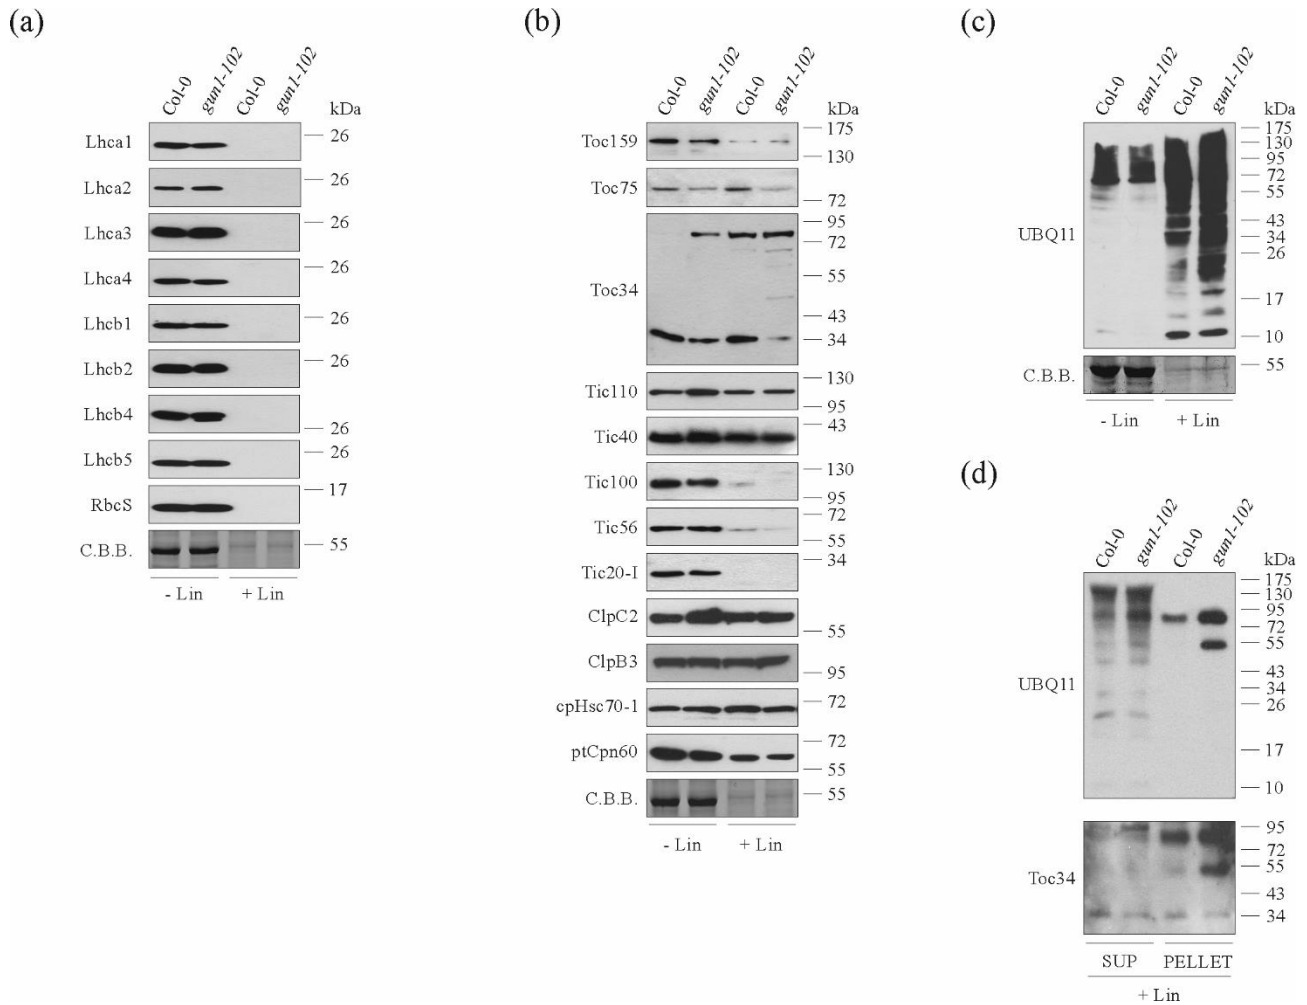 (a)
Col-0
gun1-102
Col-0
gun1-102
kDa
Lhca1
26
Lhca2
26
Lhca3
26
Lhca4
26
Lhcb1
26
Lhcb2
26
Lhcb4
26
Lhcb5
26
RbcS
17
C.B.B.
55
- Lin + Lin
(b)
Col-0
gun1-102
Col-0
gun1-102
kDa
Toc159
175
130
Toc75
72
Toc34
95
72
55
43
34
Tic110
130
95
Tic40
43
Tic100
130
95
Tic56
72
55
Tic20-I
34
ClpC2
55
ClpB3
95
cpHsc70-1
72
ptCpn60
72
55
C.B.B.
55
- Lin + Lin
(c)
Col-0
gun1-102
Col-0
gun1-102
kDa
UBQ11
175
130
95
72
55
43
34
26
17
10
C.B.B.
55
- Lin + Lin
(d)
Col-0
gun1-102
Col-0
gun1-102
kDa
UBQ11
175
130
95
72
55
43
34
26
17
10
Toc34
95
72
55
43
34
SUP PELLET
+ Lin